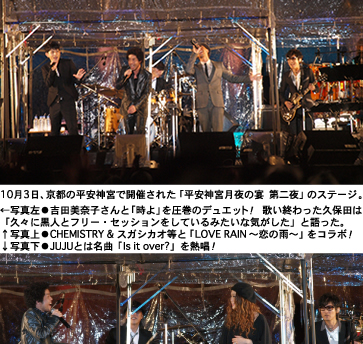 10月3日、京都の平安神宮で開催された「平安神宮月夜の宴 第二夜」のステージ。
←写真左●吉田美奈子さんと「時よ」を圧巻のデュエット! 歌い終わった久保田は
「久々に黒人とフリー・セッションをしているみたいな気がした」と語った。
↑写真上●CHEMISTRY & スガシカオ等と「LOVE RAIN～恋の雨～」をコラボ!
↓写真下●JUJUとは名曲「Is it over?」を熱唱!